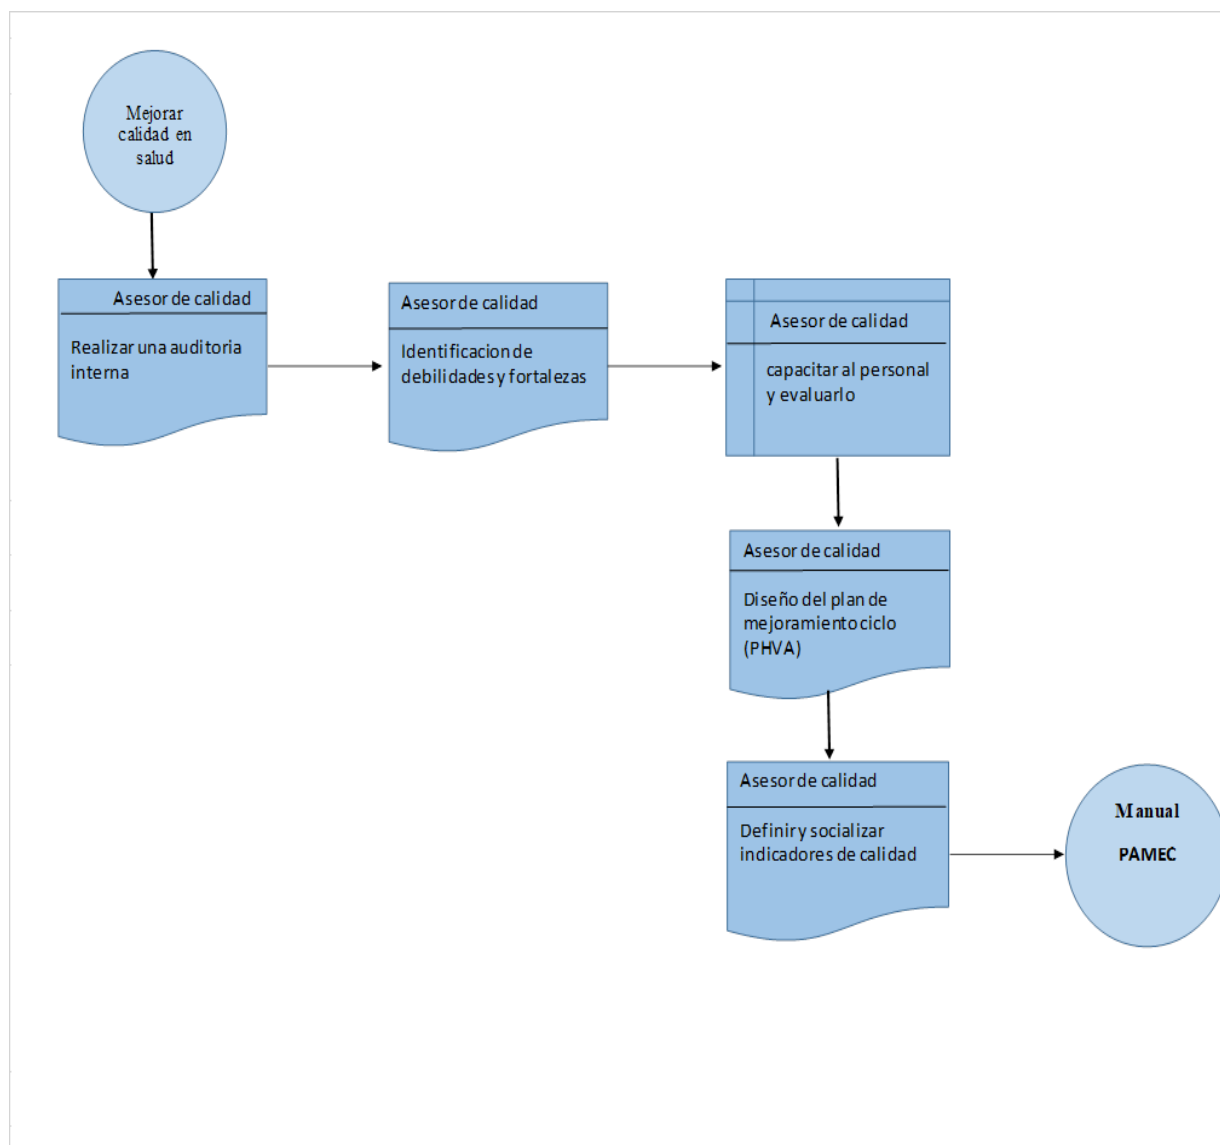 Mejorar
calidad en
salud
Asesor de calidad
Realizar una auditoria
interna
Asesor de calidad
Identificacion de
debilidades y fortalezas
Asesor de calidad
capacitar al personal
y evaluarlo
Asesor de calidad
Diseño del plan de
mejoramiento ciclo
(PHVA)
Asesor de calidad
Definir y socializar
indicadores de calidad
Manual
PAMEC